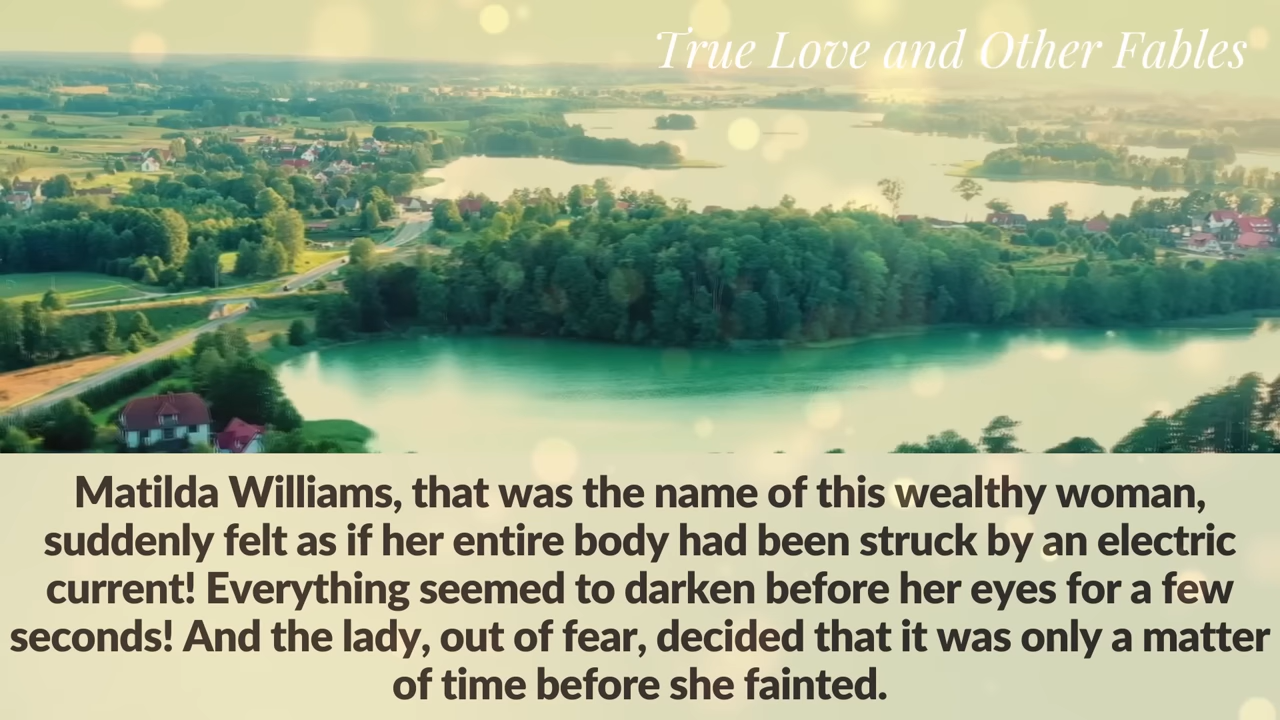 True Love and Other Fables
Matilda Williams, that was the name of this wealthy woman,
suddenly felt as if her entire body had been struck by an electric
current! Everything seemed to darken before her eyes for a few
seconds! And the lady, out of fear, decided that it was only a matter
of time before she fainted.